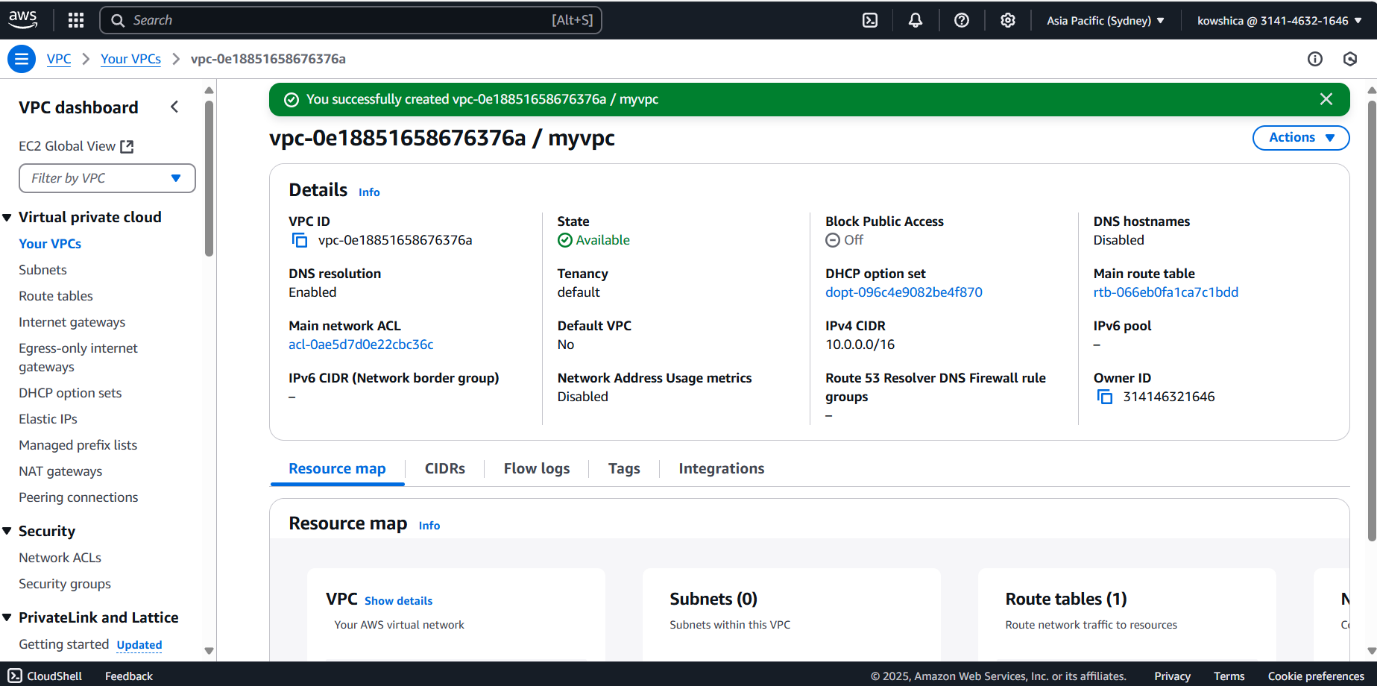 aws
Search [Alt+S]
Asia Pacific (Sydney)
kowshica @ 3141-4632-1646
VPC
Your VPCs
vpc-0e18851658676376a
VPC dashboard
EC2 Global View
Filter by VPC
Virtual private cloud
Your VPCs
Subnets
Route tables
Internet gateways
Egress-only internet
gateways
DHCP option sets
Elastic IPs
Managed prefix lists
NAT gateways
Peering connections
Security
Network ACLs
Security groups
PrivateLink and Lattice
Getting started Updated
You successfully created vpc-0e18851658676376a / myvpc
vpc-0e18851658676376a / myvpc
Actions
Details Info
VPC ID
vpc-0e18851658676376a
State
Available
Block Public Access
Off
DNS hostnames
Disabled
DNS resolution
Enabled
Tenancy
default
DHCP option set
dopt-096c4e9082be4f870
Main route table
rtb-066eb0fa1ca7c1bdd
Main network ACL
acl-0ae5d7d0e22cbc36c
Default VPC
No
IPv4 CIDR
10.0.0.0/16
IPv6 pool
–
IPv6 CIDR (Network border group)
–
Network Address Usage metrics
Disabled
Route 53 Resolver DNS Firewall rule
groups
–
Owner ID
314146321646
Resource map
CIDRs
Flow logs
Tags
Integrations
Resource map Info
VPC Show details
Your AWS virtual network
Subnets (0)
Subnets within this VPC
Route tables (1)
Route network traffic to resources
CloudShell
Feedback
© 2025, Amazon Web Services, Inc. or its affiliates.
Privacy
Terms
Cookie preferences